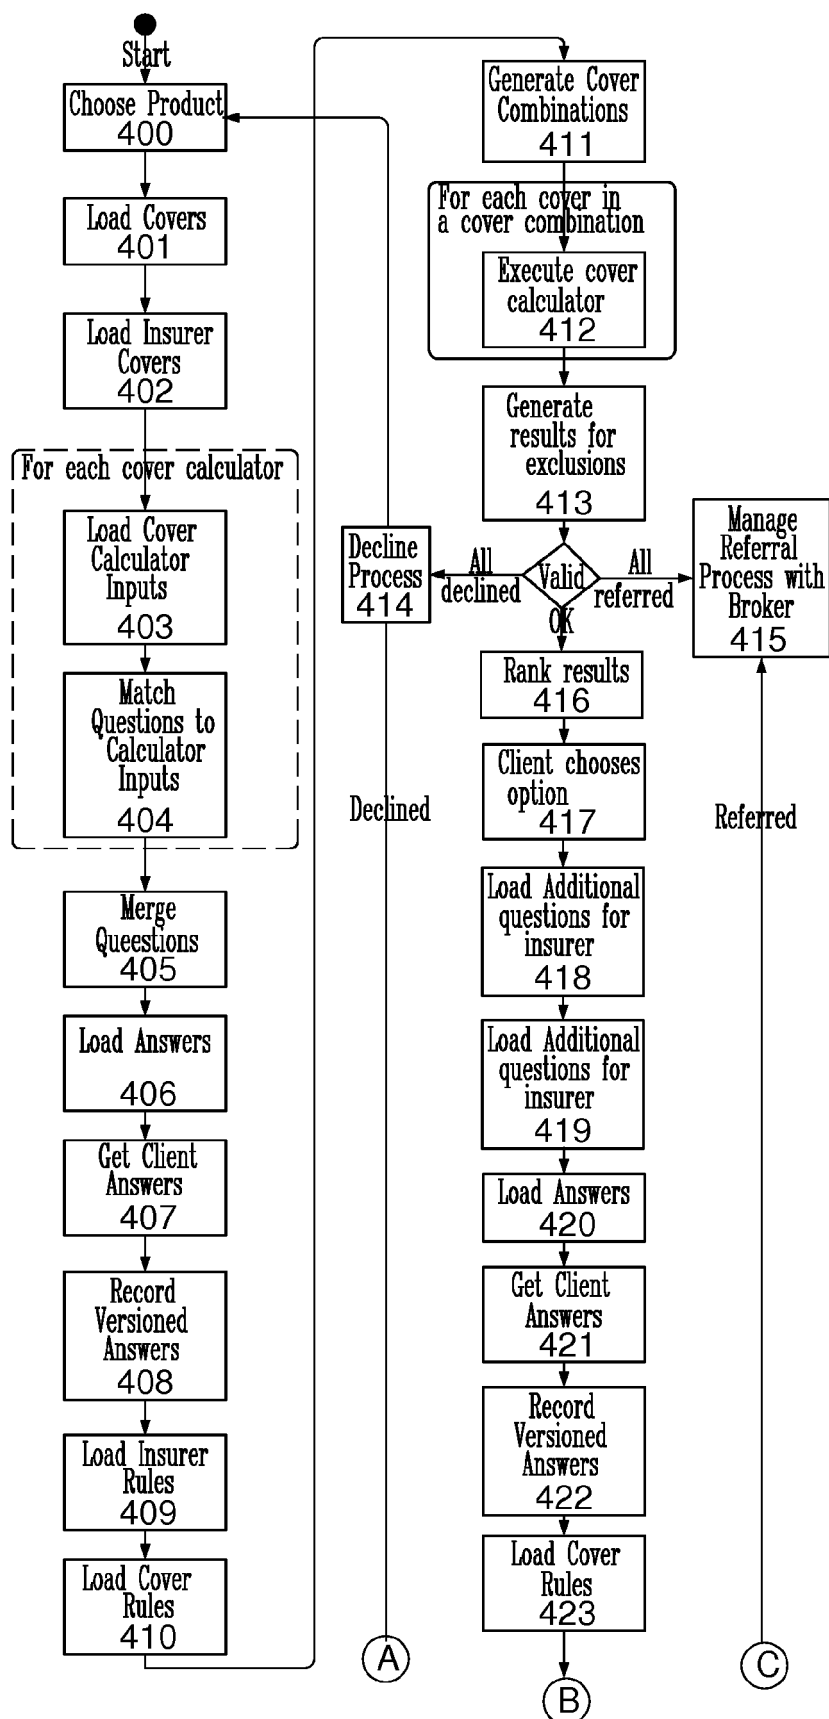 Start
Choose Product
400
Load Covers
401
Load Insurer
Covers
402
For each cover calculator
Load Cover
Calculator
Inputs
403
Match
Questions to
Calculator
Inputs
404
Merge
Queestions
405
Load Answers
406
Get Client
Answers
407
Record
Versioned
Answers
408
Load Insurer
Rules
409
Load Cover
Rules
410
Generate Cover
Combinations
411
For each cover in
a cover combination
Execute cover
calculator
412
Generate
results for
exclusions
413
Decline
Process
414
All
declined
Valid
All
referred
OK
Manage
Referral
Process with
Broker
415
Rank results
416
Client chooses
option
417
Declined
Referred
Load Additional
questions for
insurer
418
Load Additional
questions for
insurer
419
Load Answers
420
Get Client
Answers
421
Record
Versioned
Answers
422
Load Cover
Rules
423
A
B
C